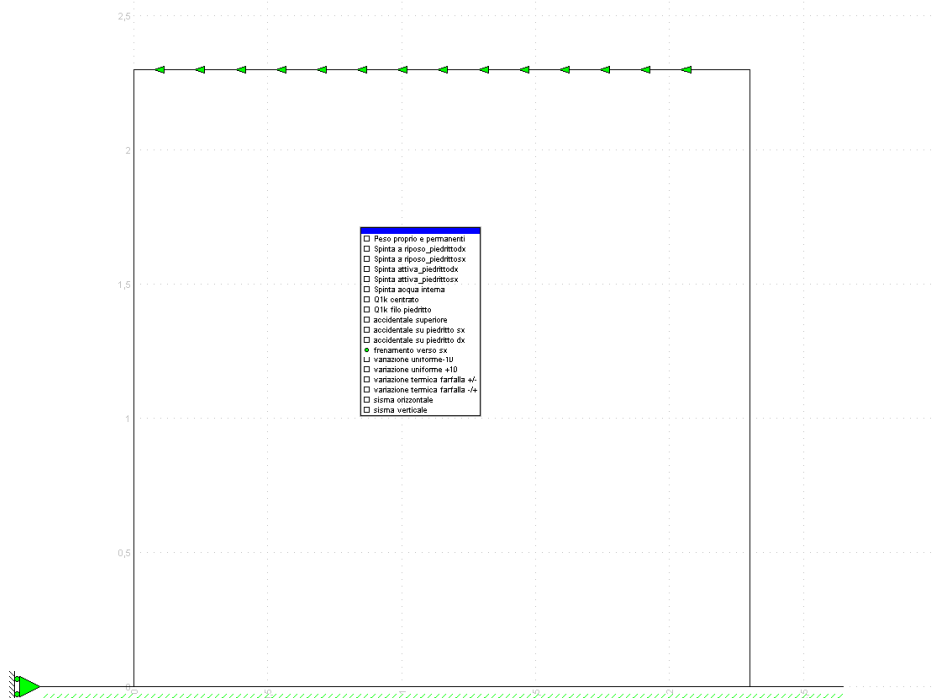 2,5
2
1,5
Peso proprio e permanenti
Spinta a riposo_piedrittodx
Spinta a riposo_piedrittosx
Spinta attiva_piedrittodx
Spinta attiva_piedrittosx
Spinta acqua interna
Q1k centrato
Q1k filo piedritto
accidentale superiore
accidentale su piedritto sx
accidentale su piedritto dx
frenamento verso sx
variazione uniforme-10
variazione uniforme +10
variazione termica farfalla +/-
variazione termica farfalla -/+
sisma orizzontale
sisma verticale
1
0,5
0